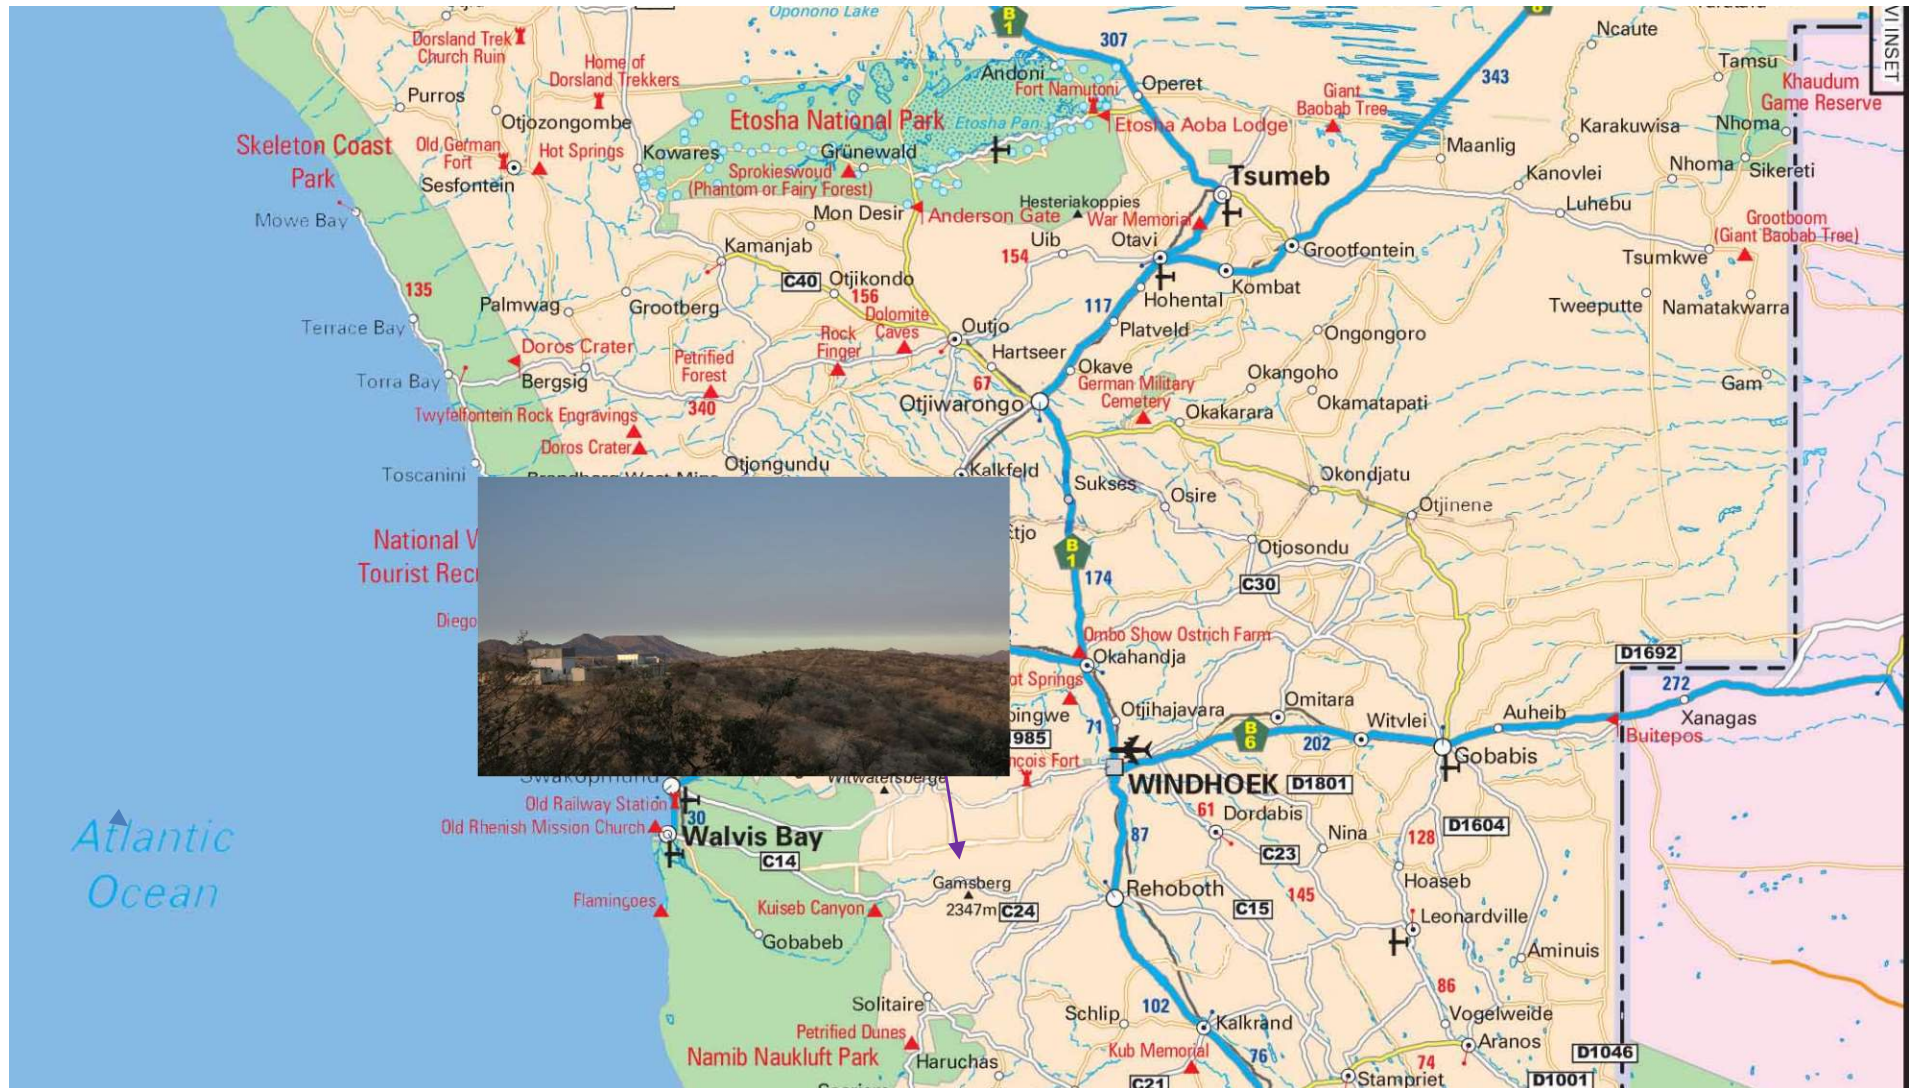 Oponono Lake
B
1
307
343
Ncaute
Tamsu
VI INSET
Dorsland Trek
Church Ruin
Home of
Dorsland Trekkers
Andoni
Fort Namutoni
Operet
Giant
Baobab Tree
Khaudum
Game Reserve
Purros
Otjozongombe
Etosha National Park
Etosha Pan
Etosha Aoba Lodge
Karakuwisa
Nhoma
Skeleton Coast
Park
Old German
Fort
Hot Springs
Kowares
Grünewald
Maanlig
Nhoma
Sikereti
Sesfontein
Sprokieswoud
(Phantom or Fairy Forest)
Tsumeb
Kanovlei
Mowe Bay
Mon Desir
Anderson Gate
Hesteriakoppies
War Memorial
Luhebu
Grootboom
(Giant Baobab Tree)
Kamanjab
Uib
Otavi
154
Grootfontein
Tsumkwe
135
C40
Otjikondo
156
Kombat
Palmwag
Grootberg
Hohental
117
Tweeputte
Namatakwarra
Terrace Bay
Dolomite
Caves
Outjo
Platveld
Ongongoro
Doros Crater
Rock
Finger
Hartseer
Petrified
Forest
Okave
Torra Bay
Bergsig
67
German Military
Cemetery
Okangoho
Gam
340
Otjiwarongo
Okamatapati
Twyfelfontein Rock Engravings
Okakarara
Doros Crater
Toscanini
Otjongundu
Kalkfeld
Sukses
Osire
Okondjatu
Otjinene
National
Tourist
Otjosondu
B
1
174
C30
Diego
Ombo Show Ostrich Farm
Okahandja
D1692
Springs
272
Otjihajavara
Omitara
Witvlei
Auheib
Xanagas
71
B
6
202
Buitepos
Gobabis
Fort
WINDHOEK
D1801
Swakopmund
Witwatersberge
Old Railway Station
30
61
Dordabis
Atlantic
Ocean
Old Rhenish Mission Church
Walvis Bay
87
Nina
128
D1604
C14
C23
Gamsberg
2347m
C24
Rehoboth
Hoaseb
145
Flamingoes
Kuiseb Canyon
C15
Leonardville
Gobabeb
Aminuis
86
Solitaire
Schlip
102
Kalkrand
Vogelweide
Petrified Dunes
Aranos
Namib Naukluft Park
Haruchas
Kub Memorial
76
74
D1046
C21
Stampriet
D1001